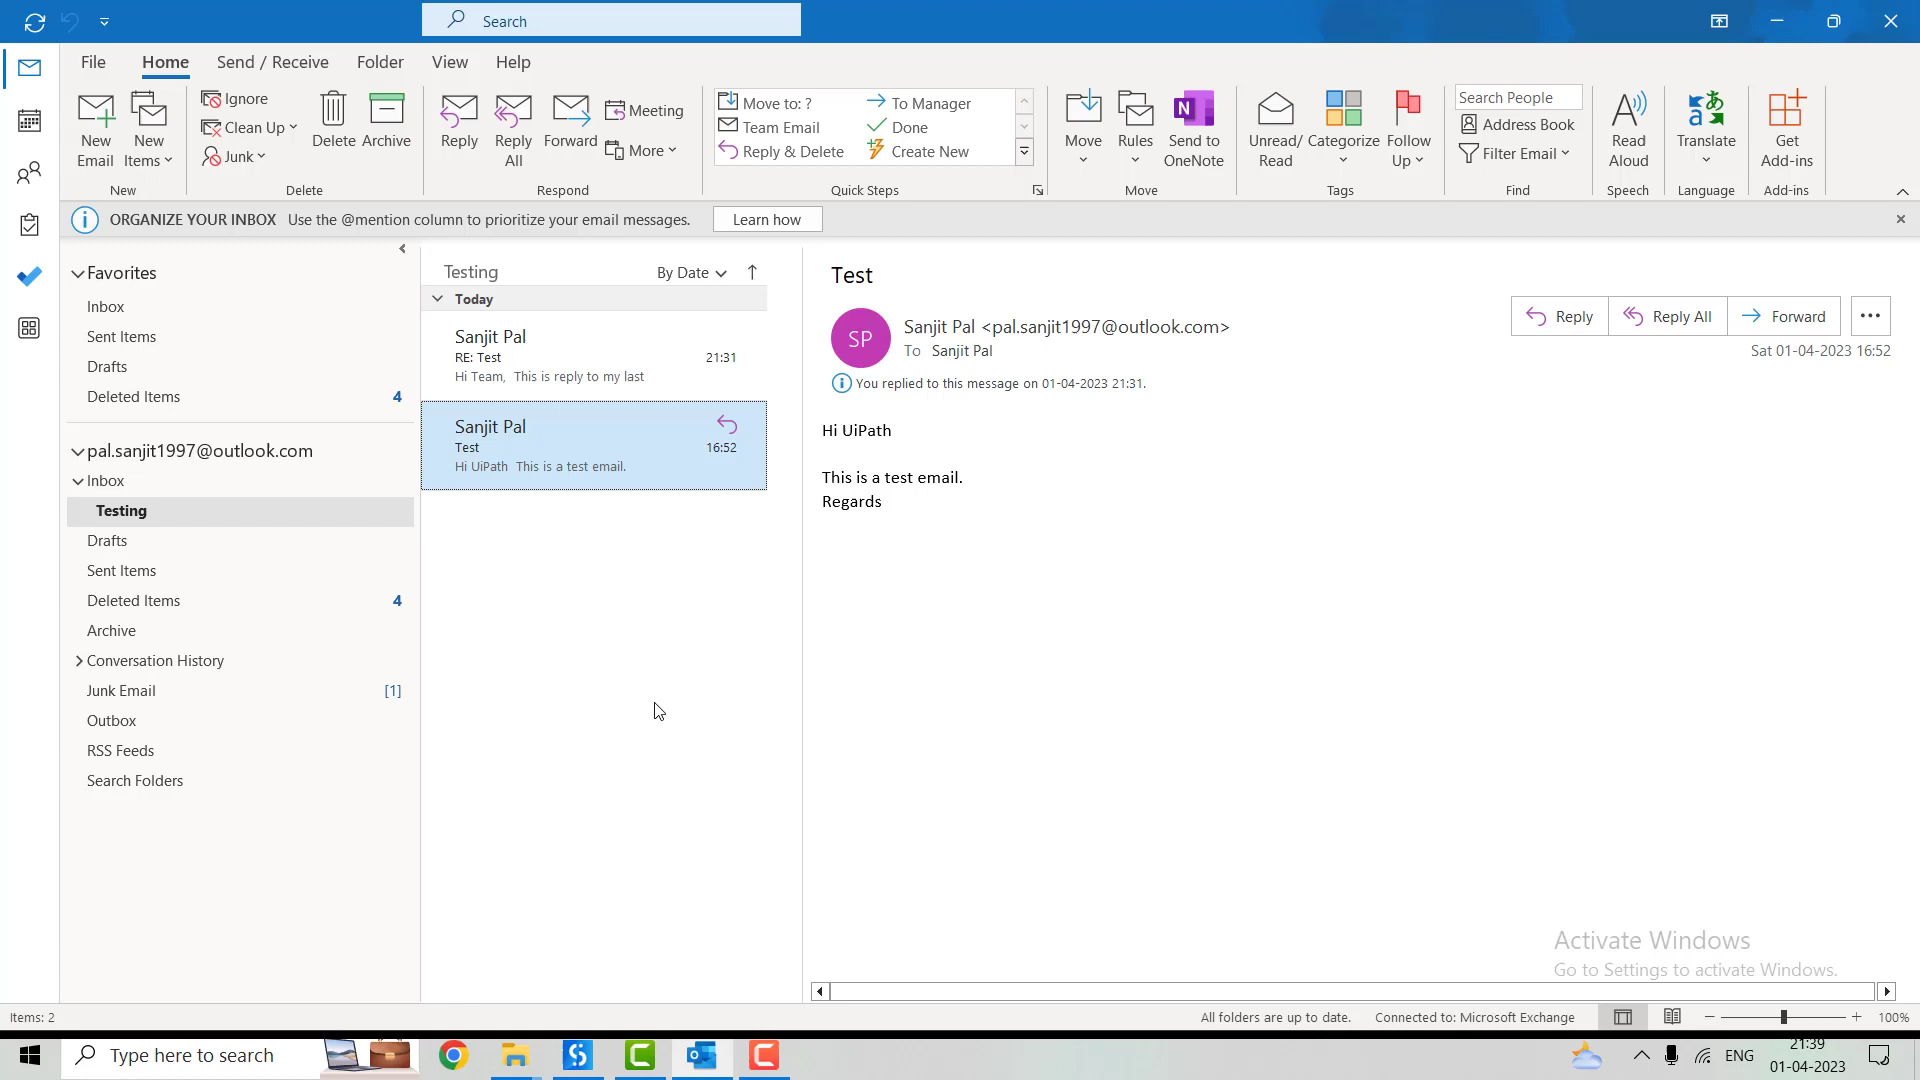 Search
File Home Send / Receive Folder View Help
New Email
New Items
New
Ignore
Clean Up
Junk
Delete
Archive
Delete
Reply
Reply All
Forward
Meeting
More
Respond
Move to: ?
Team Email
Reply & Delete
To Manager
Done
Create New
Quick Steps
Move
Rules
Send to OneNote
Move
Unread/ Read
Categorize
Follow Up
Tags
Search People
Address Book
Filter Email
Find
Read Aloud
Speech
Translate
Language
Get Add-ins
Add-ins
ORGANIZE YOUR INBOX Use the @mention column to prioritize your email messages. Learn how
Favorites
Inbox
Sent Items
Drafts
Deleted Items 4
pal.sanjit1997@outlook.com
Inbox
Testing
Drafts
Sent Items
Deleted Items 4
Archive
Conversation History
Junk Email [1]
Outbox
RSS Feeds
Search Folders
Testing By Date
Today
Sanjit Pal
RE: Test 21:31
Hi Team, This is reply to my last
Sanjit Pal
Test 16:52
Hi UiPath This is a test email.
Test
SP
Sanjit Pal <pal.sanjit1997@outlook.com>
To Sanjit Pal
You replied to this message on 01-04-2023 21:31.
Reply Reply All Forward
Sat 01-04-2023 16:52
Hi UiPath
This is a test email.
Regards
Activate Windows
Go to Settings to activate Windows.
Items: 2
All folders are up to date. Connected to: Microsoft Exchange 100%
Type here to search
ENG
21:39
01-04-2023